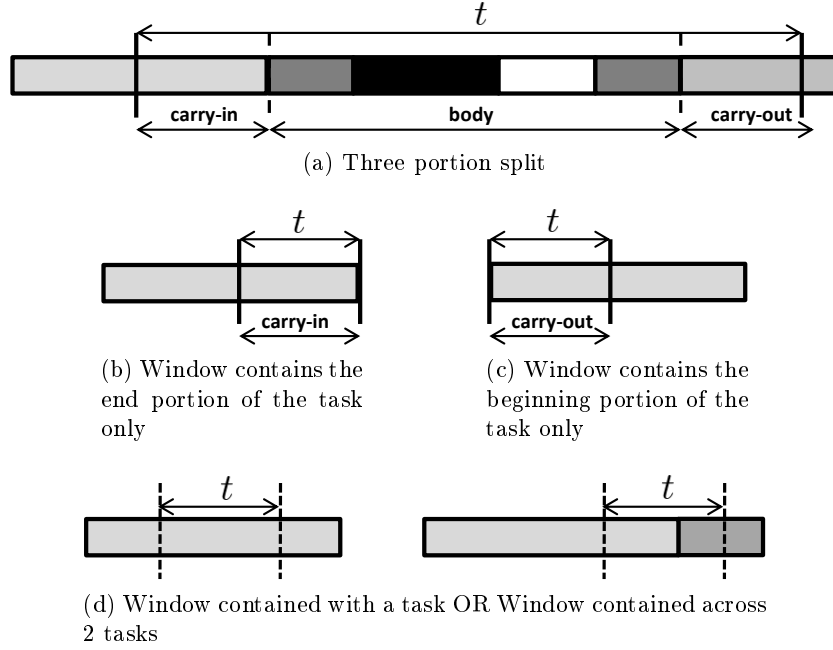 t
carry-in body carry-out
(a) Three portion split
t t
carry-in carry-out
(b) Window contains the
end portion of the task
only
(c) Window contains the
beginning portion of the
task only
t t
(d) Window contained with a task OR Window contained across
2 tasks